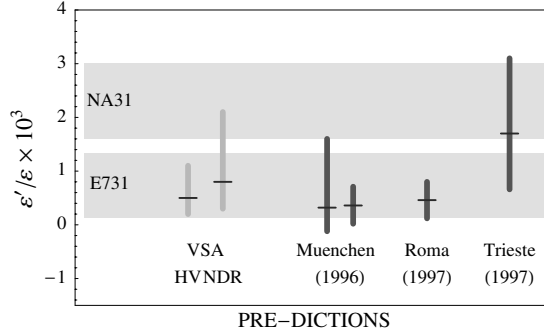 4
3
2
1
0
−1
ε′/ε × 10³
NA31
E731
VSA
HVNDR
Muenchen
(1996)
Roma
(1997)
Trieste
(1997)
PRE−DICTIONS